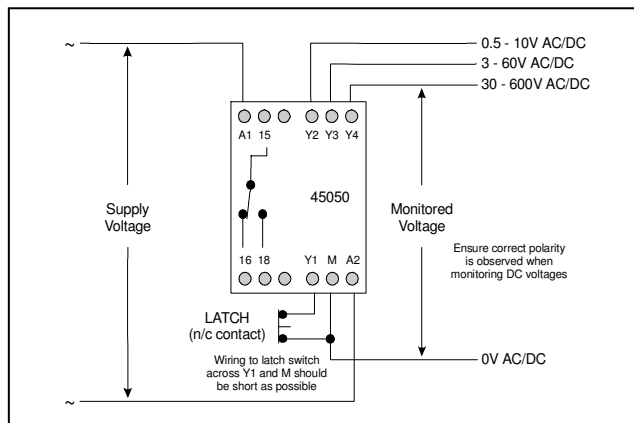 ~
0.5 - 10V AC/DC
3 - 60V AC/DC
30 - 600V AC/DC
A1 15 Y2 Y3 Y4
45050
Supply
Voltage
Monitored
Voltage
Ensure correct polarity
is observed when
monitoring DC voltages
16 18 Y1 M A2
LATCH
(n/c contact)
Wiring to latch switch
across Y1 and M should
be short as possible
0V AC/DC
~